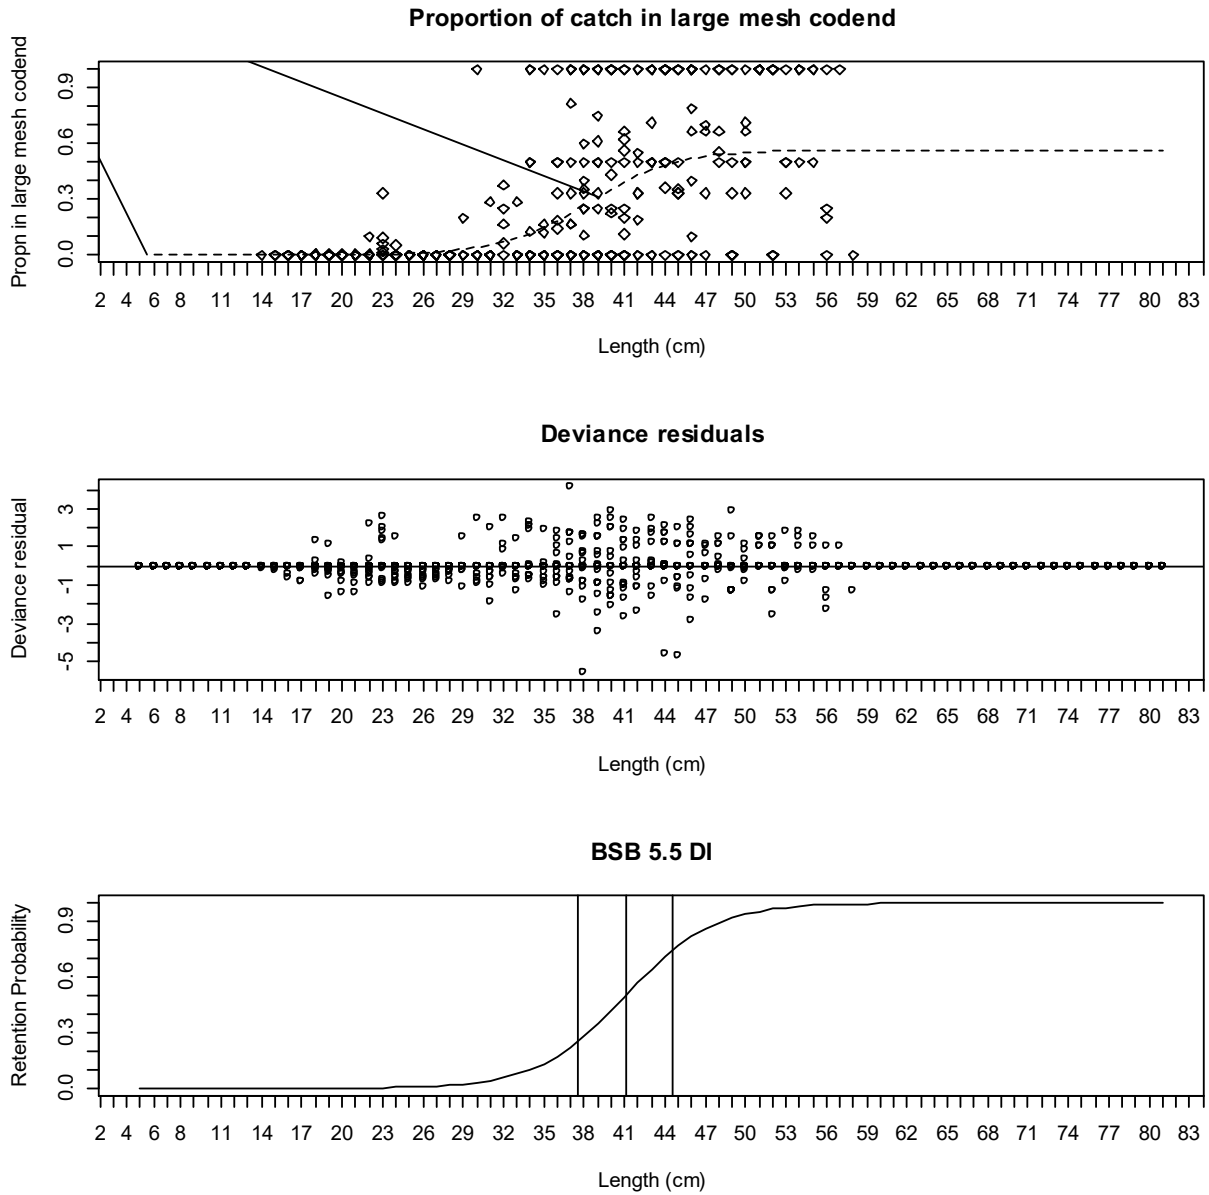 Proportion of catch in large mesh codend
Propn in large mesh codend
0.0 0.3 0.6 0.9
2 4 6 8 11 14 17 20 23 26 29 32 35 38 41 44 47 50 53 56 59 62 65 68 71 74 77 80 83
Length (cm)
Deviance residuals
Deviance residual
-5 -3 -1 1 3
2 4 6 8 11 14 17 20 23 26 29 32 35 38 41 44 47 50 53 56 59 62 65 68 71 74 77 80 83
Length (cm)
BSB 5.5 DI
Retention Probability
0.0 0.3 0.6 0.9
2 4 6 8 11 14 17 20 23 26 29 32 35 38 41 44 47 50 53 56 59 62 65 68 71 74 77 80 83
Length (cm)